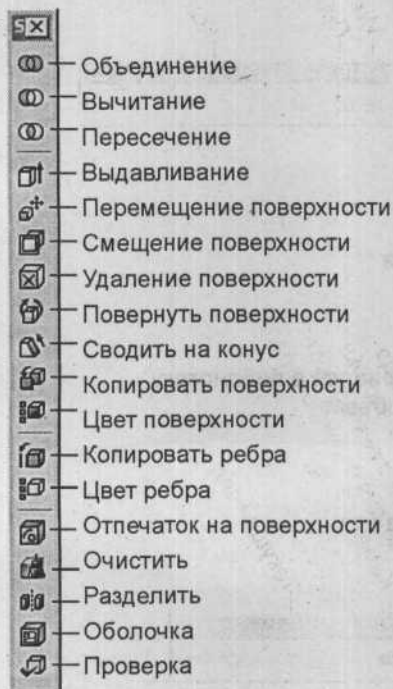 S
Объединение
Вычитание
Пересечение
Выдавливание
Перемещение поверхности
Смещение поверхности
Удаление поверхности
Повернуть поверхности
Сводить на конус
Копировать поверхности
Цвет поверхности
Копировать ребра
Цвет ребра
Отпечаток на поверхности
Очистить
Разделить
Оболочка
Проверка